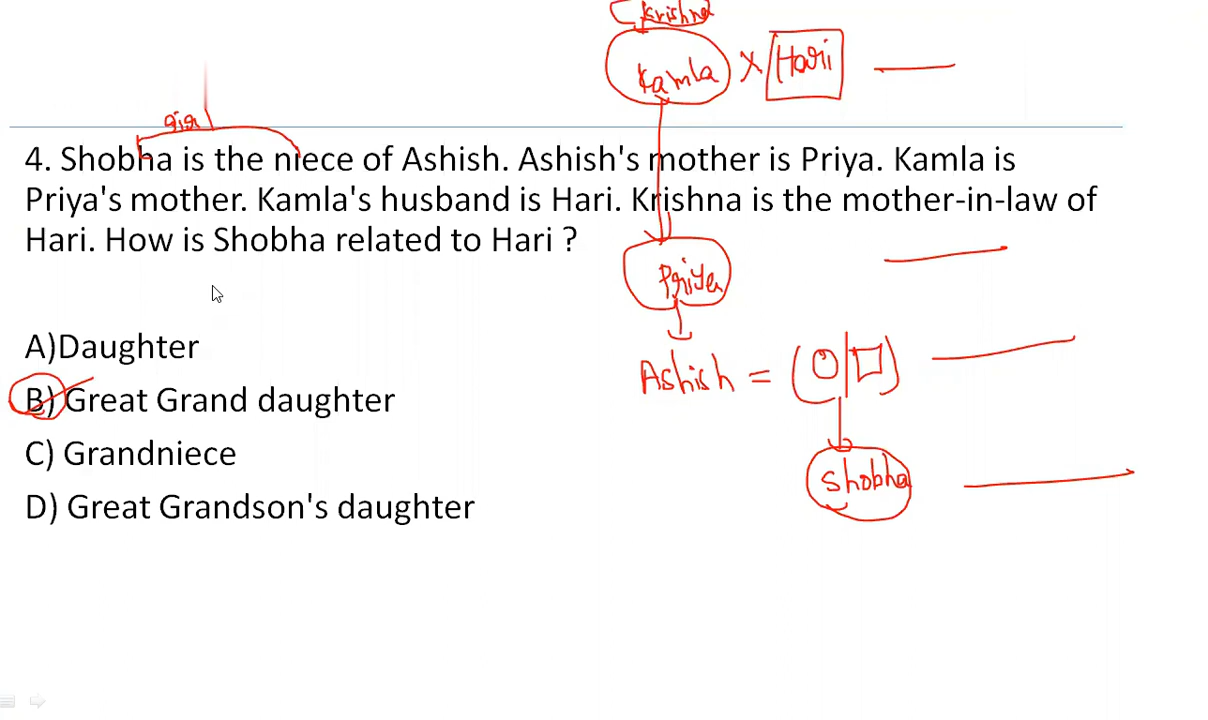 Krishna
Kamla × Harii
girl
4. Shobha is the niece of Ashish. Ashish's mother is Priya. Kamla is
Priya's mother. Kamla's husband is Hari. Krishna is the mother-in-law of
Hari. How is Shobha related to Hari ?
Priya
A)Daughter
Ashish =
B) Great Grand daughter
C) Grandniece
Shobha
D) Great Grandson's daughter